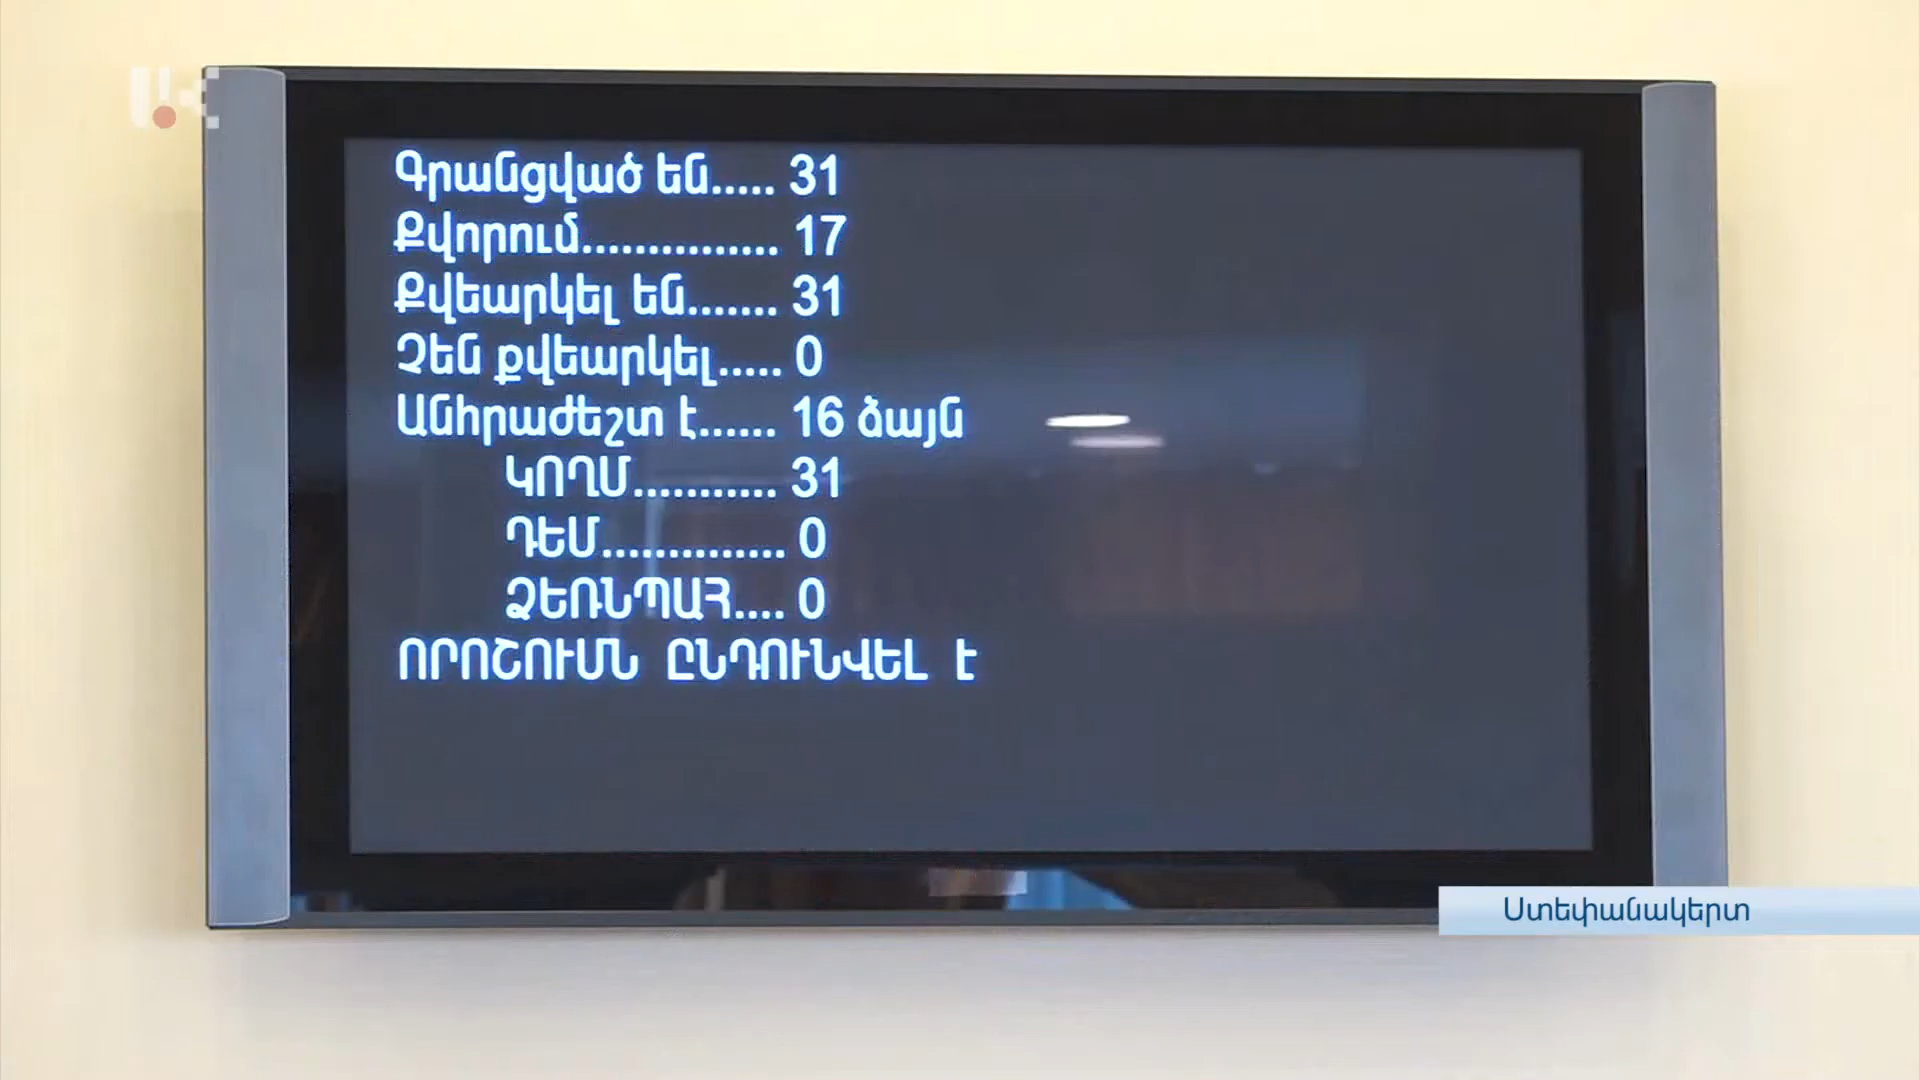 Գրանցված են..... 31
Քվորում............... 17
Քվեարկել են....... 31
Չեն քվեարկել..... 0
Անհրաժեշտ է...... 16 ձայն
ԿՈՂՄ........... 31
ԴԵՄ.............. 0
ՁԵՌՆՊԱՀ.... 0
ՈՐՈՇՈՒՄՆ ԸՆԴՈՒՆՎԵԼ է
Ստեփանակերտ